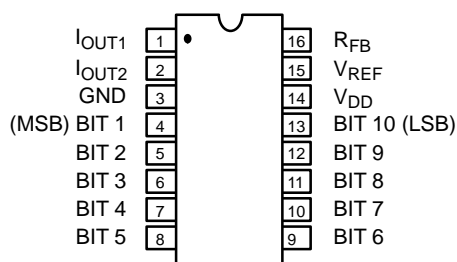 IOUT1 1 16 RFB
IOUT2 2 15 VREF
GND 3 14 VDD
(MSB) BIT 1 4 13 BIT 10 (LSB)
BIT 2 5 12 BIT 9
BIT 3 6 11 BIT 8
BIT 4 7 10 BIT 7
BIT 5 8 9 BIT 6